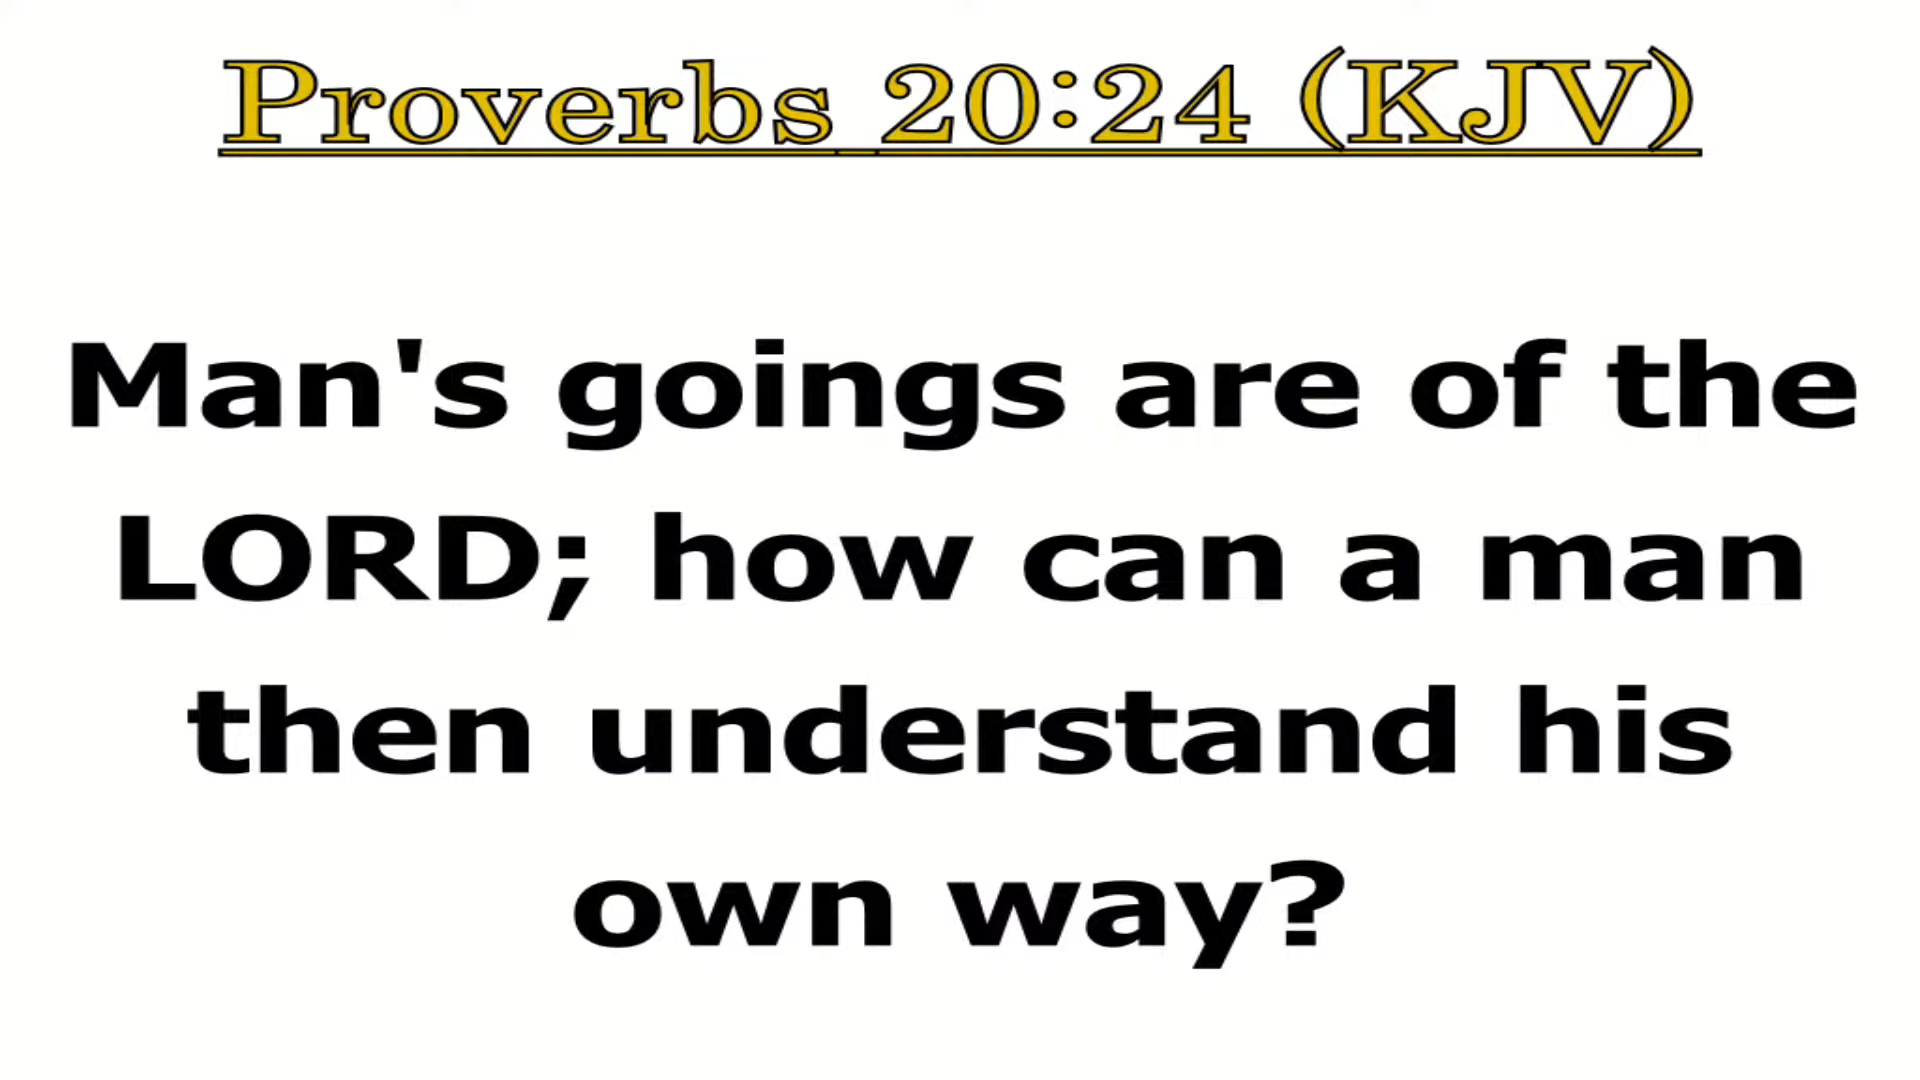 Proverbs 20:24 (KJV)
Man's goings are of the
LORD; how can a man
then understand his
own way?